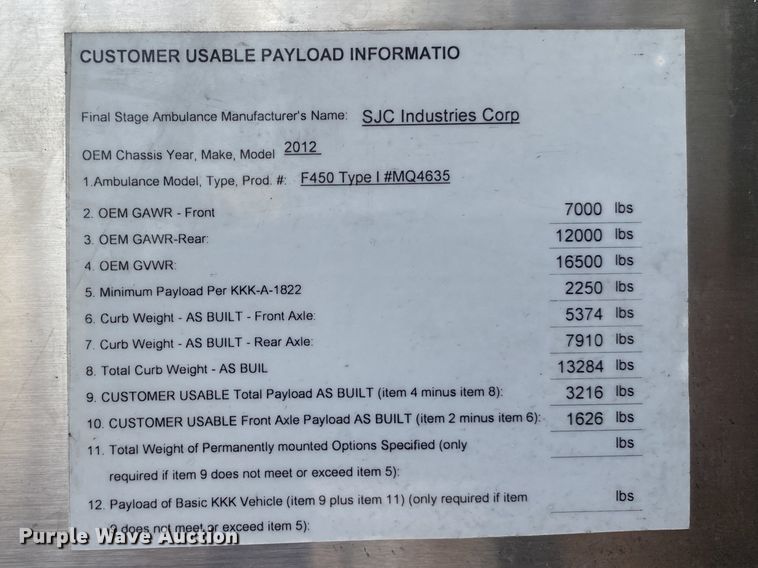 CUSTOMER USABLE PAYLOAD INFORMATIO
Final Stage Ambulance Manufacturer's Name: SJC Industries Corp
OEM Chassis Year, Make, Model 2012
1.Ambulance Model, Type, Prod. #: F450 Type I #MQ4635
2. OEM GAWR - Front 7000 lbs
3. OEM GAWR-Rear: 12000 lbs
4. OEM GVWR: 16500 lbs
5. Minimum Payload Per KKK-A-1822 2250 lbs
6. Curb Weight - AS BUILT - Front Axle: 5374 lbs
7. Curb Weight - AS BUILT - Rear Axle: 7910 lbs
8. Total Curb Weight - AS BUIL 13284 lbs
9. CUSTOMER USABLE Total Payload AS BUILT (item 4 minus item 8): 3216 lbs
10. CUSTOMER USABLE Front Axle Payload AS BUILT (item 2 minus item 6): 1626 lbs
11. Total Weight of Permanently mounted Options Specified (only lbs
required if item 9 does not meet or exceed item 5):
12. Payload of Basic KKK Vehicle (item 9 plus item 11) (only required if item lbs
9 does not meet or exceed item 5):
Purple Wave Auction